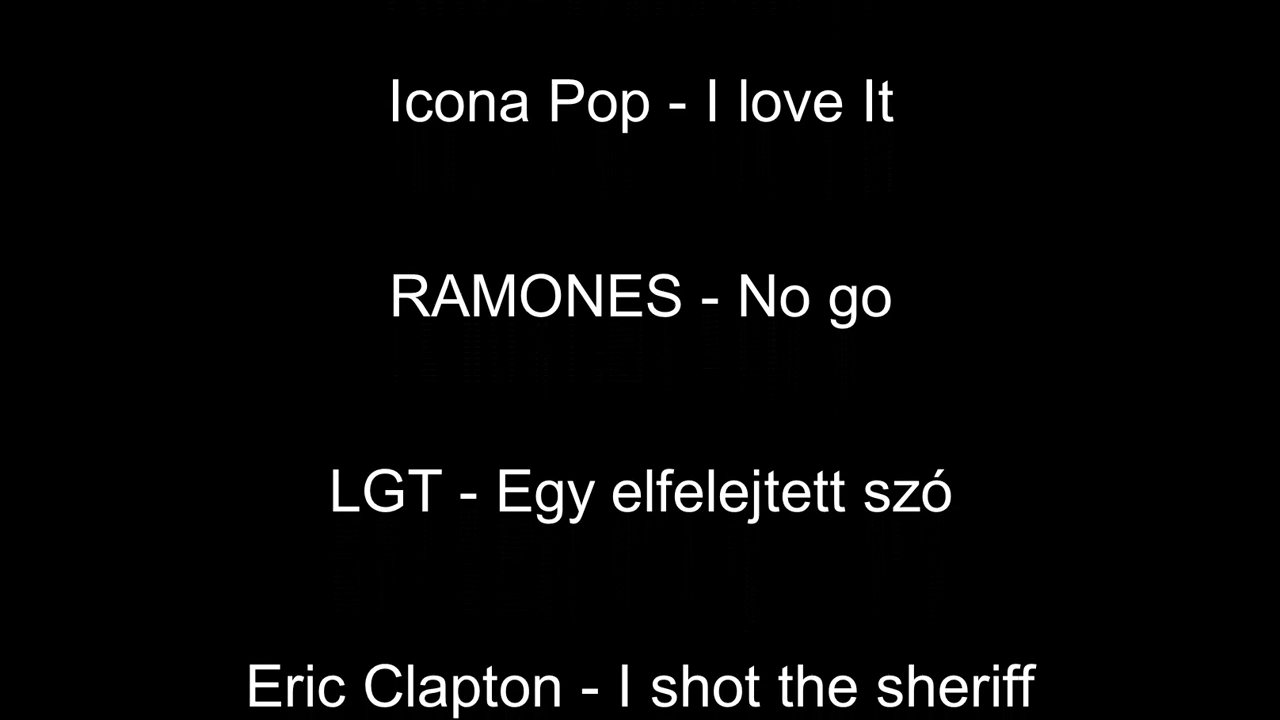 Icona Pop - I love It
RAMONES - No go
LGT - Egy elfelejtett szó
Eric Clapton - I shot the sheriff